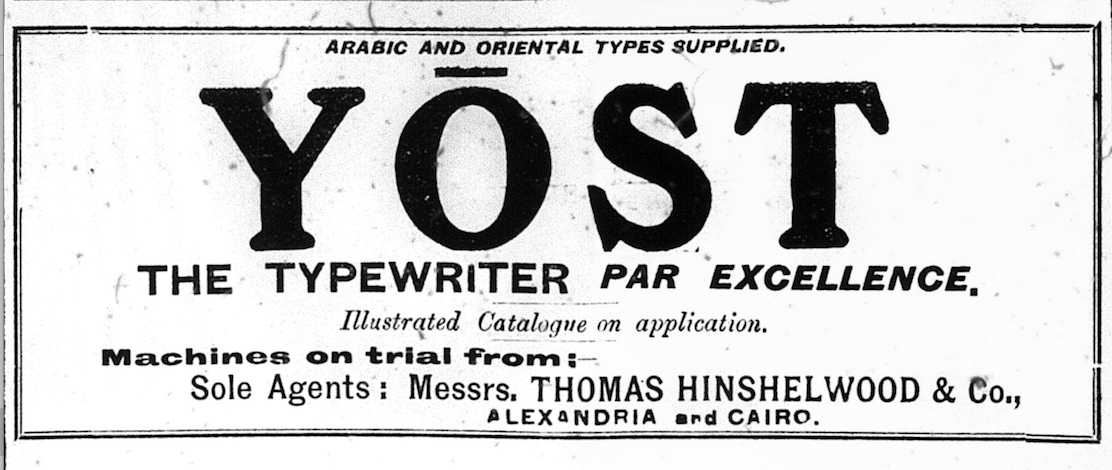 ARABIC AND ORIENTAL TYPES SUPPLIED.
YŌST
THE TYPEWRITER PAR EXCELLENCE.
Illustrated Catalogue on application.
Machines on trial from:—
Sole Agents: Messrs. THOMAS HINSHELWOOD & Co.,
ALEXANDRIA and CAIRO.